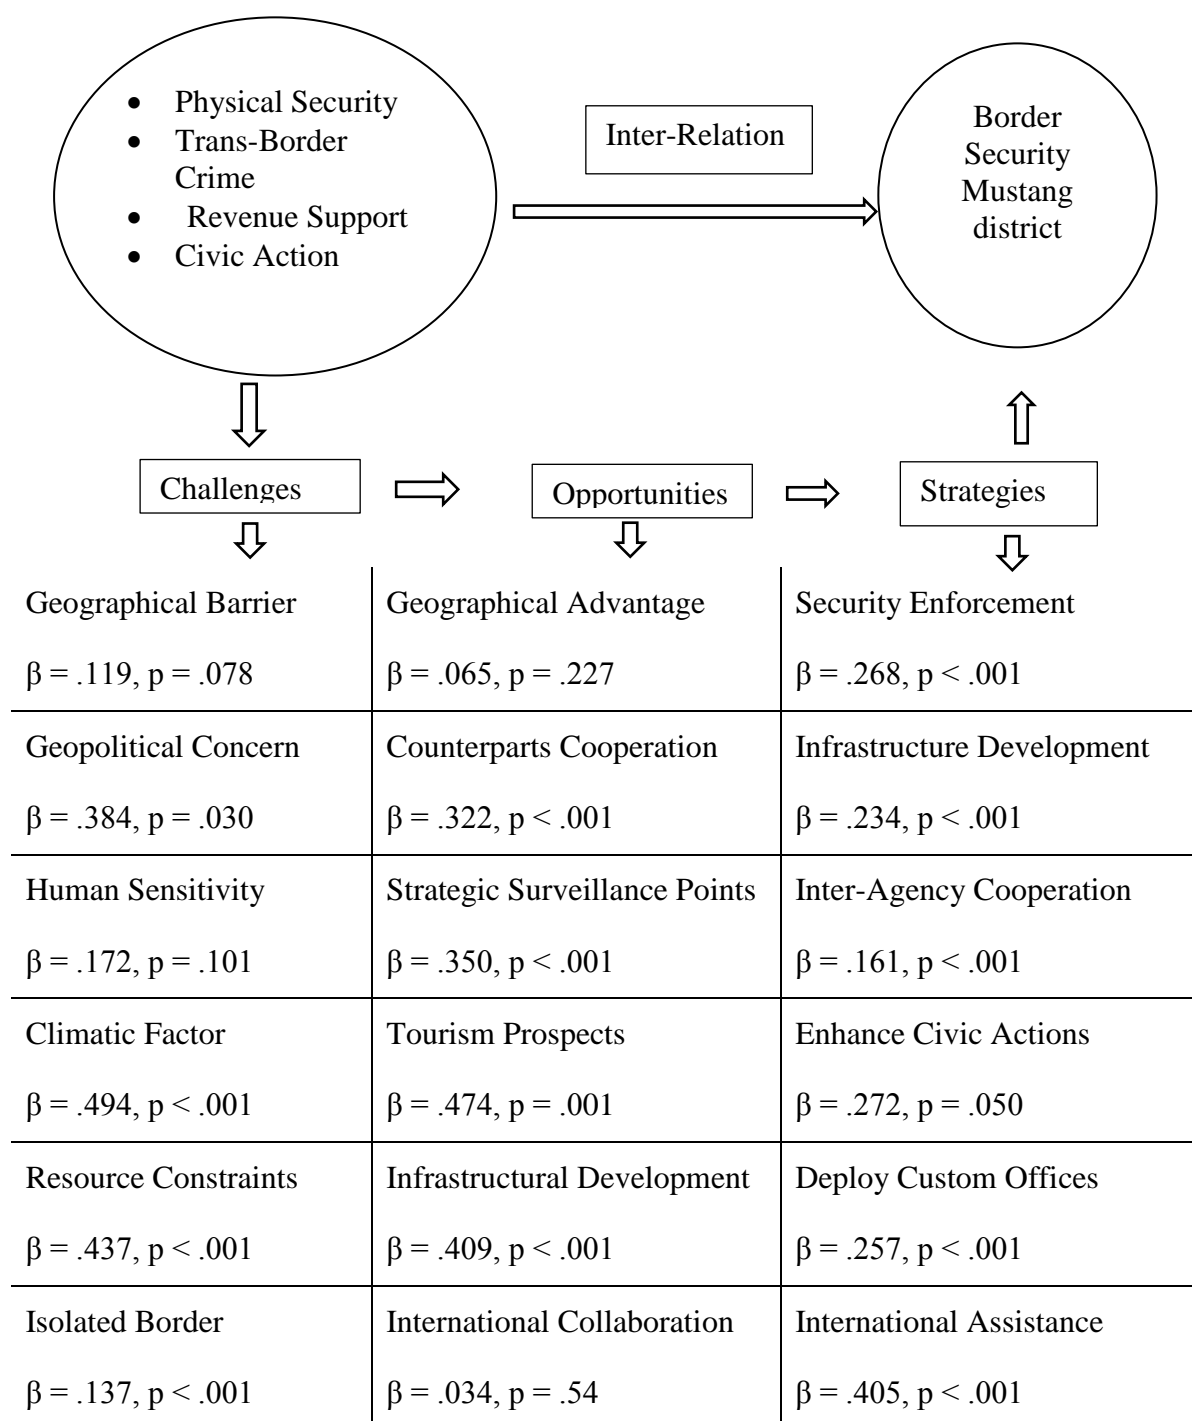 • Physical Security
• Trans-Border
Crime
• Revenue Support
• Civic Action
Inter-Relation
Border
Security
Mustang
district
Challenges
Opportunities
Strategies
Geographical Barrier
β = .119, p = .078
Geographical Advantage
β = .065, p = .227
Security Enforcement
β = .268, p < .001
Geopolitical Concern
β = .384, p = .030
Counterparts Cooperation
β = .322, p < .001
Infrastructure Development
β = .234, p < .001
Human Sensitivity
β = .172, p = .101
Strategic Surveillance Points
β = .350, p < .001
Inter-Agency Cooperation
β = .161, p < .001
Climatic Factor
β = .494, p < .001
Tourism Prospects
β = .474, p = .001
Enhance Civic Actions
β = .272, p = .050
Resource Constraints
β = .437, p < .001
Infrastructural Development
β = .409, p < .001
Deploy Custom Offices
β = .257, p < .001
Isolated Border
β = .137, p < .001
International Collaboration
β = .034, p = .54
International Assistance
β = .405, p < .001